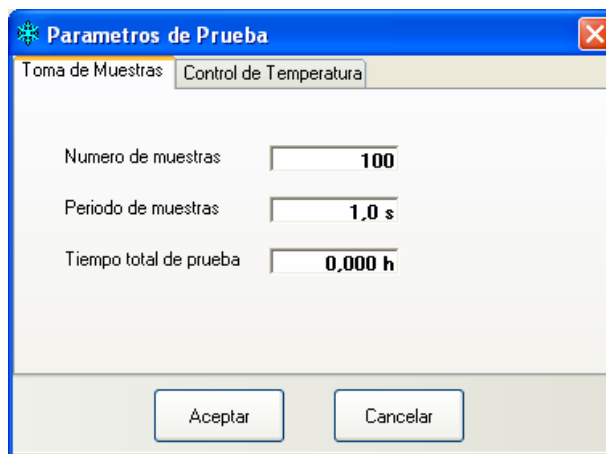 Parametros de Prueba
Toma de Muestras Control de Temperatura
Numero de muestras 100
Periodo de muestras 1,0 s
Tiempo total de prueba 0,000 h
Aceptar Cancelar